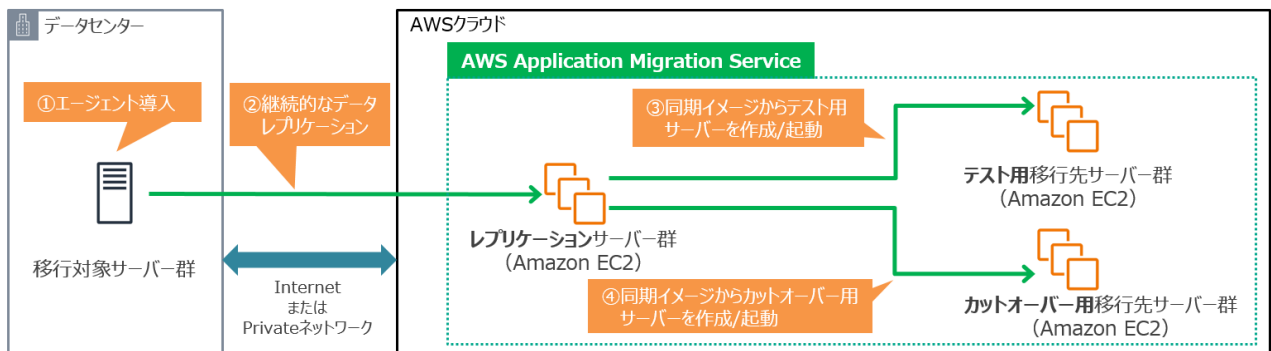 データセンター
AWSクラウド
AWS Application Migration Service
①エージェント導入
②継続的なデータ
レプリケーション
③同期イメージからテスト用
サーバーを作成/起動
テスト用移行先サーバー群
(Amazon EC2)
レプリケーションサーバー群
(Amazon EC2)
移行対象サーバー群
Internet
または
Privateネットワーク
④同期イメージからカットオーバー用
サーバーを作成/起動
カットオーバー用移行先サーバー群
(Amazon EC2)